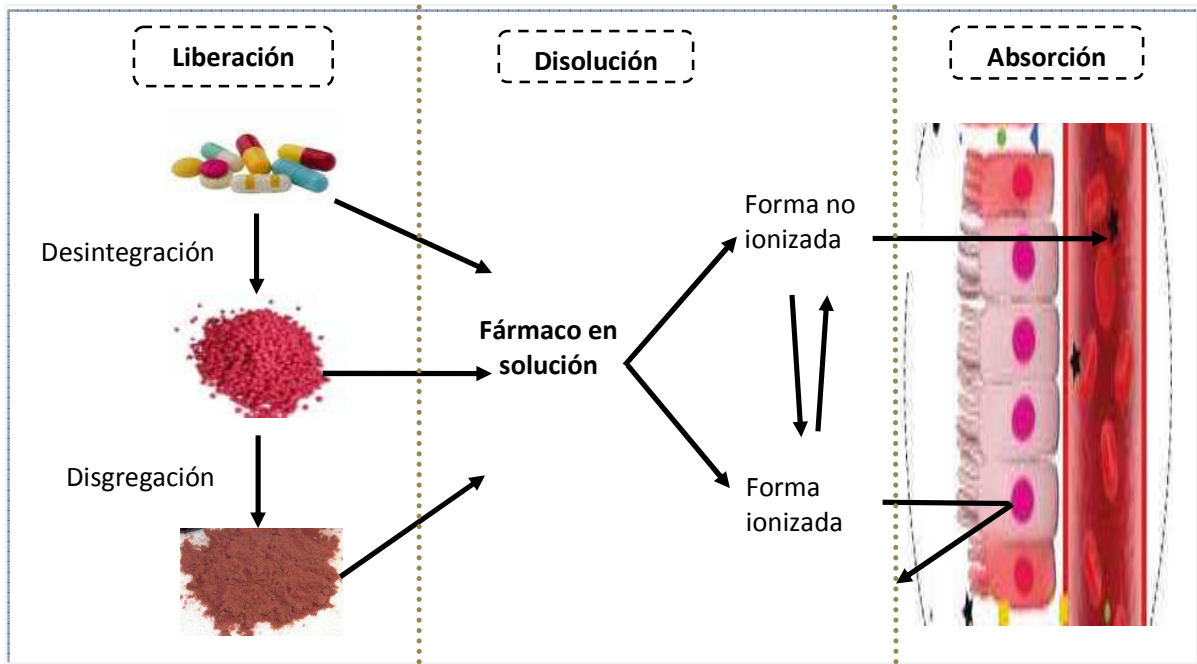 Liberación
Disolución
Absorción
Desintegración
Disgregación
Fármaco en
solución
Forma no
ionizada
Forma
ionizada